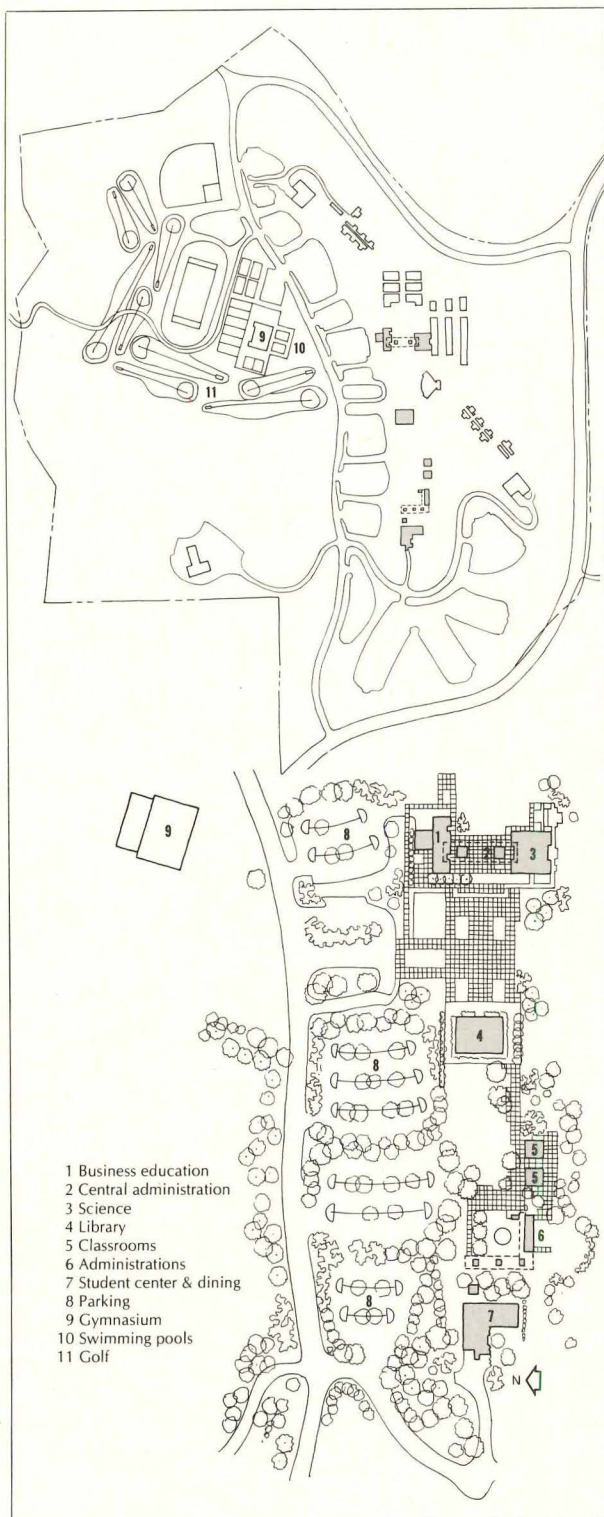 9
10
11
9
8
1
2
3
4
8
5
5
6
8
7
N
1 Business education
2 Central administration
3 Science
4 Library
5 Classrooms
6 Administrations
7 Student center & dining
8 Parking
9 Gymnasium
10 Swimming pools
11 Golf